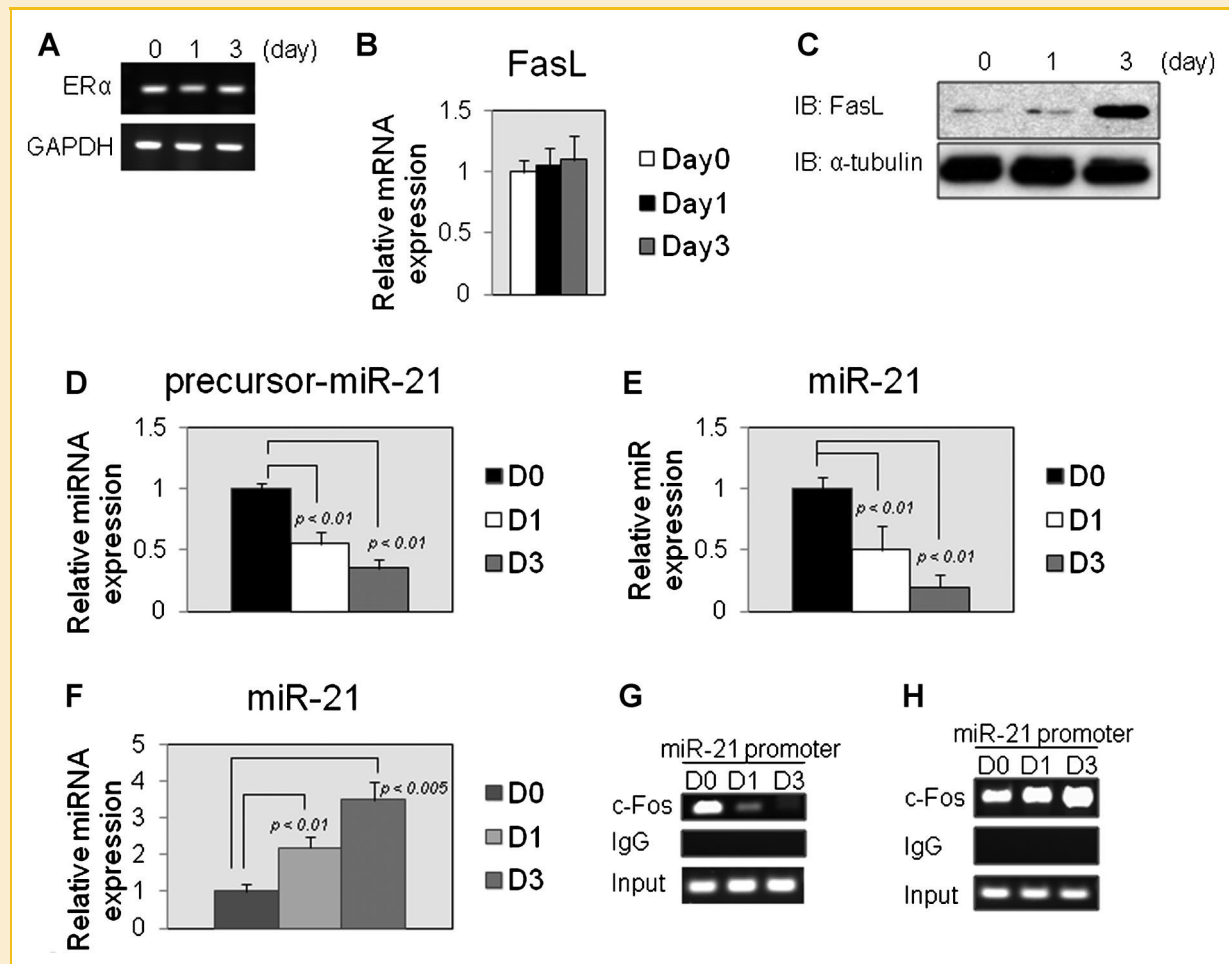 A
0 1 3 (day)
ERα
GAPDH
B
FasL
Relative mRNA
expression
1.5
1
0.5
0
Day0
Day1
Day3
C
0 1 3 (day)
IB: FasL
IB: α-tubulin
D
precursor-miR-21
Relative miRNA
expression
1.5
1
0.5
0
p < 0.01
p < 0.01
D0
D1
D3
E
miR-21
Relative miR
expression
1.5
1
0.5
0
p < 0.01
p < 0.01
D0
D1
D3
F
miR-21
Relative miRNA
expression
5
4
3
2
1
0
p < 0.01
p < 0.005
D0
D1
D3
G
miR-21 promoter
D0 D1 D3
c-Fos
IgG
Input
H
miR-21 promoter
D0 D1 D3
c-Fos
IgG
Input